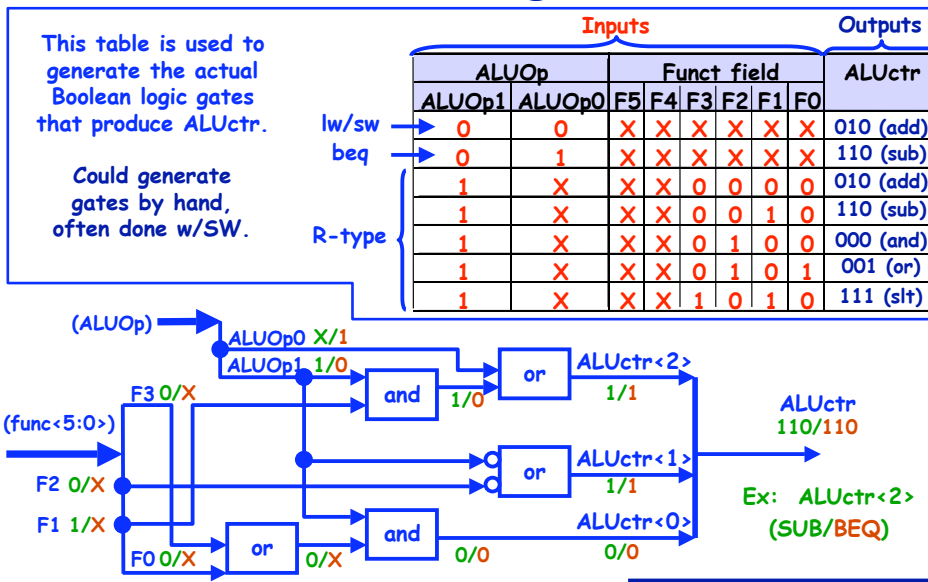 This table is used to
generate the actual
Boolean logic gates
that produce ALUctr.
Could generate
gates by hand,
often done w/SW.
Inputs Outputs
ALUOp Funct field ALUctr
ALUOp1 ALUOp0 F5 F4 F3 F2 F1 F0
lw/sw 0 0 X X X X X X 010 (add)
beq 0 1 X X X X X X 110 (sub)
1 X X X 0 0 0 0 010 (add)
1 X X X 0 0 1 0 110 (sub)
R-type 1 X X X 0 1 0 0 000 (and)
1 X X X 0 1 0 1 001 (or)
1 X X X 1 0 1 0 111 (slt)
(ALUOp)
ALUOp0 X/1
ALUOp1 1/0
or ALUctr<2>
1/1
and 1/0
F3 0/X
(func<5:0>)
ALUctr
110/110
F2 0/X
or ALUctr<1>
1/1
F1 1/X
and ALUctr<0>
0/0 0/0
F0 0/X
or 0/X
Ex: ALUctr<2>
(SUB/BEQ)